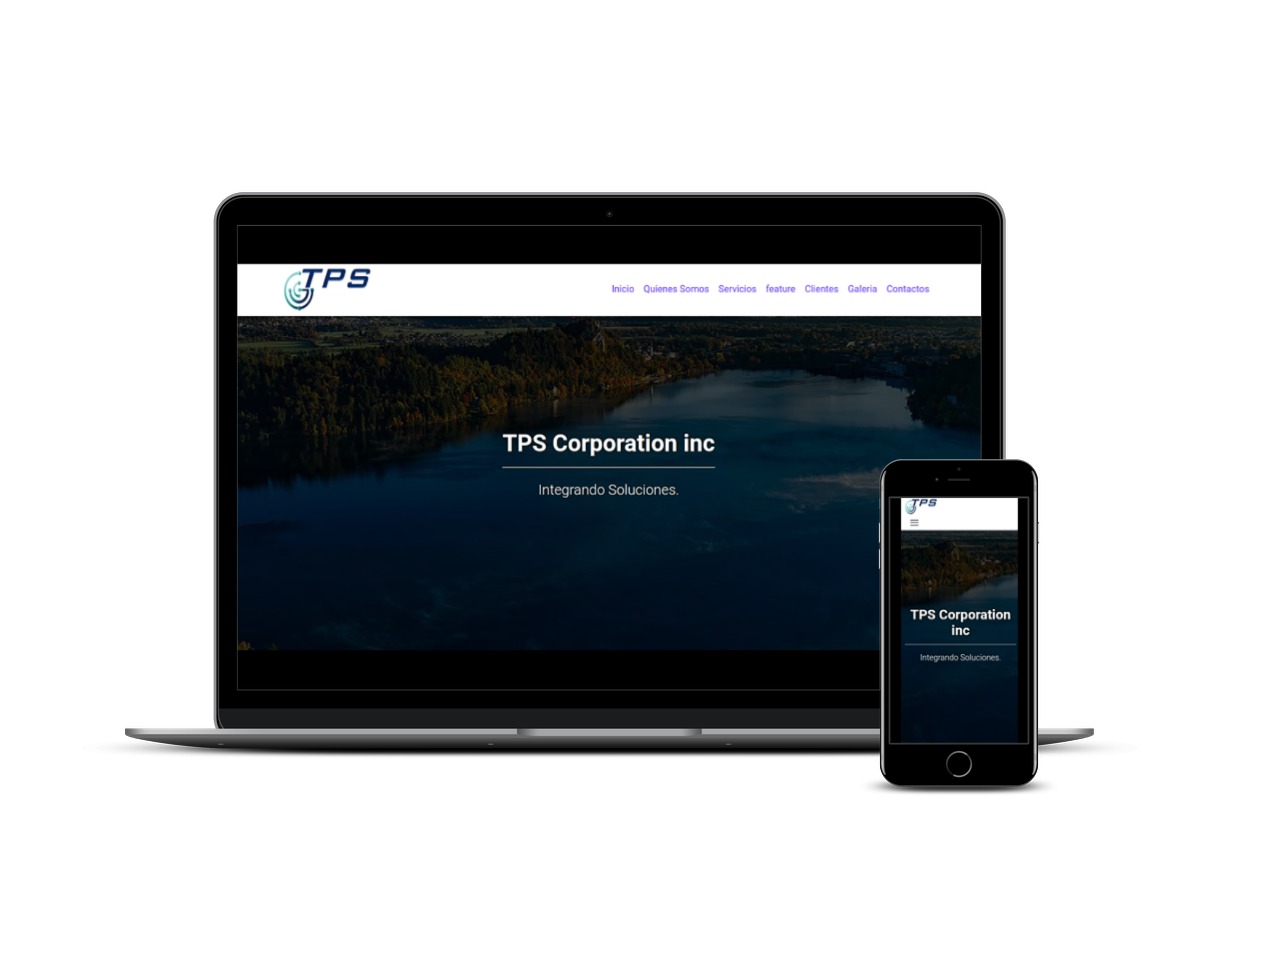 TPS
Inicio Quienes Somos Servicios feature Clientes Galeria Contactos
TPS Corporation inc
Integrando Soluciones.
TPS
TPS Corporation
inc
Integrando Soluciones.